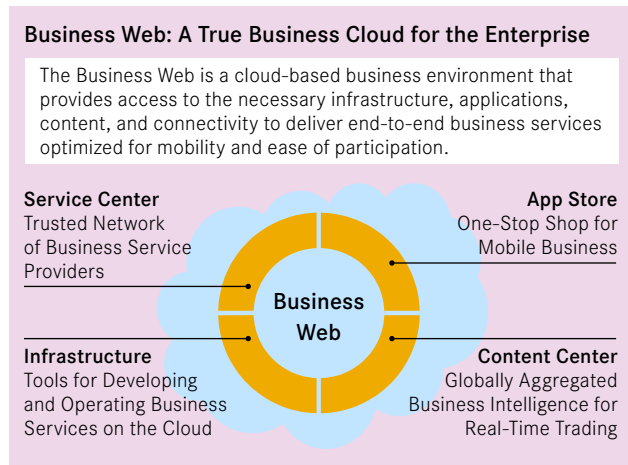 Business Web: A True Business Cloud for the Enterprise
The Business Web is a cloud-based business environment that
provides access to the necessary infrastructure, applications,
content, and connectivity to deliver end-to-end business services
optimized for mobility and ease of participation.
Service Center
Trusted Network
of Business Service
Providers
App Store
One-Stop Shop for
Mobile Business
Business
Web
Infrastructure
Tools for Developing
and Operating Business
Services on the Cloud
Content Center
Globally Aggregated
Business Intelligence for
Real-Time Trading